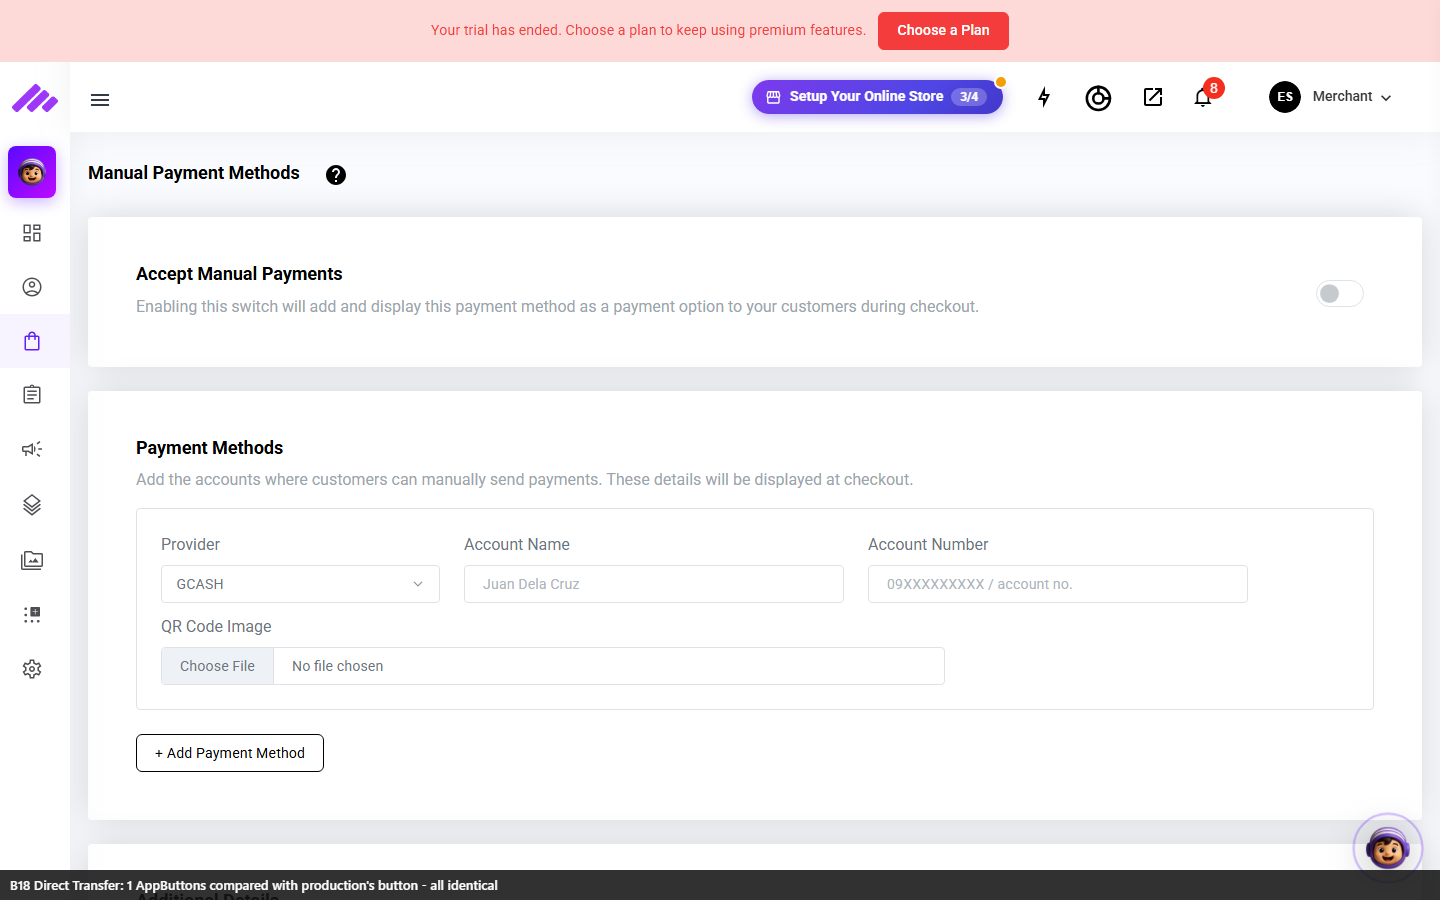 Your trial has ended. Choose a plan to keep using premium features.
Choose a Plan
Setup Your Online Store 3/4
8
ES
Merchant
Manual Payment Methods
?
Accept Manual Payments
Enabling this switch will add and display this payment method as a payment option to your customers during checkout.
Payment Methods
Add the accounts where customers can manually send payments. These details will be displayed at checkout.
Provider
Account Name
Account Number
GCASH
Juan Dela Cruz
09XXXXXXXXX / account no.
QR Code Image
Choose File
No file chosen
+ Add Payment Method
B18 Direct Transfer: 1 AppButtons compared with production's button - all identical
Additional Details